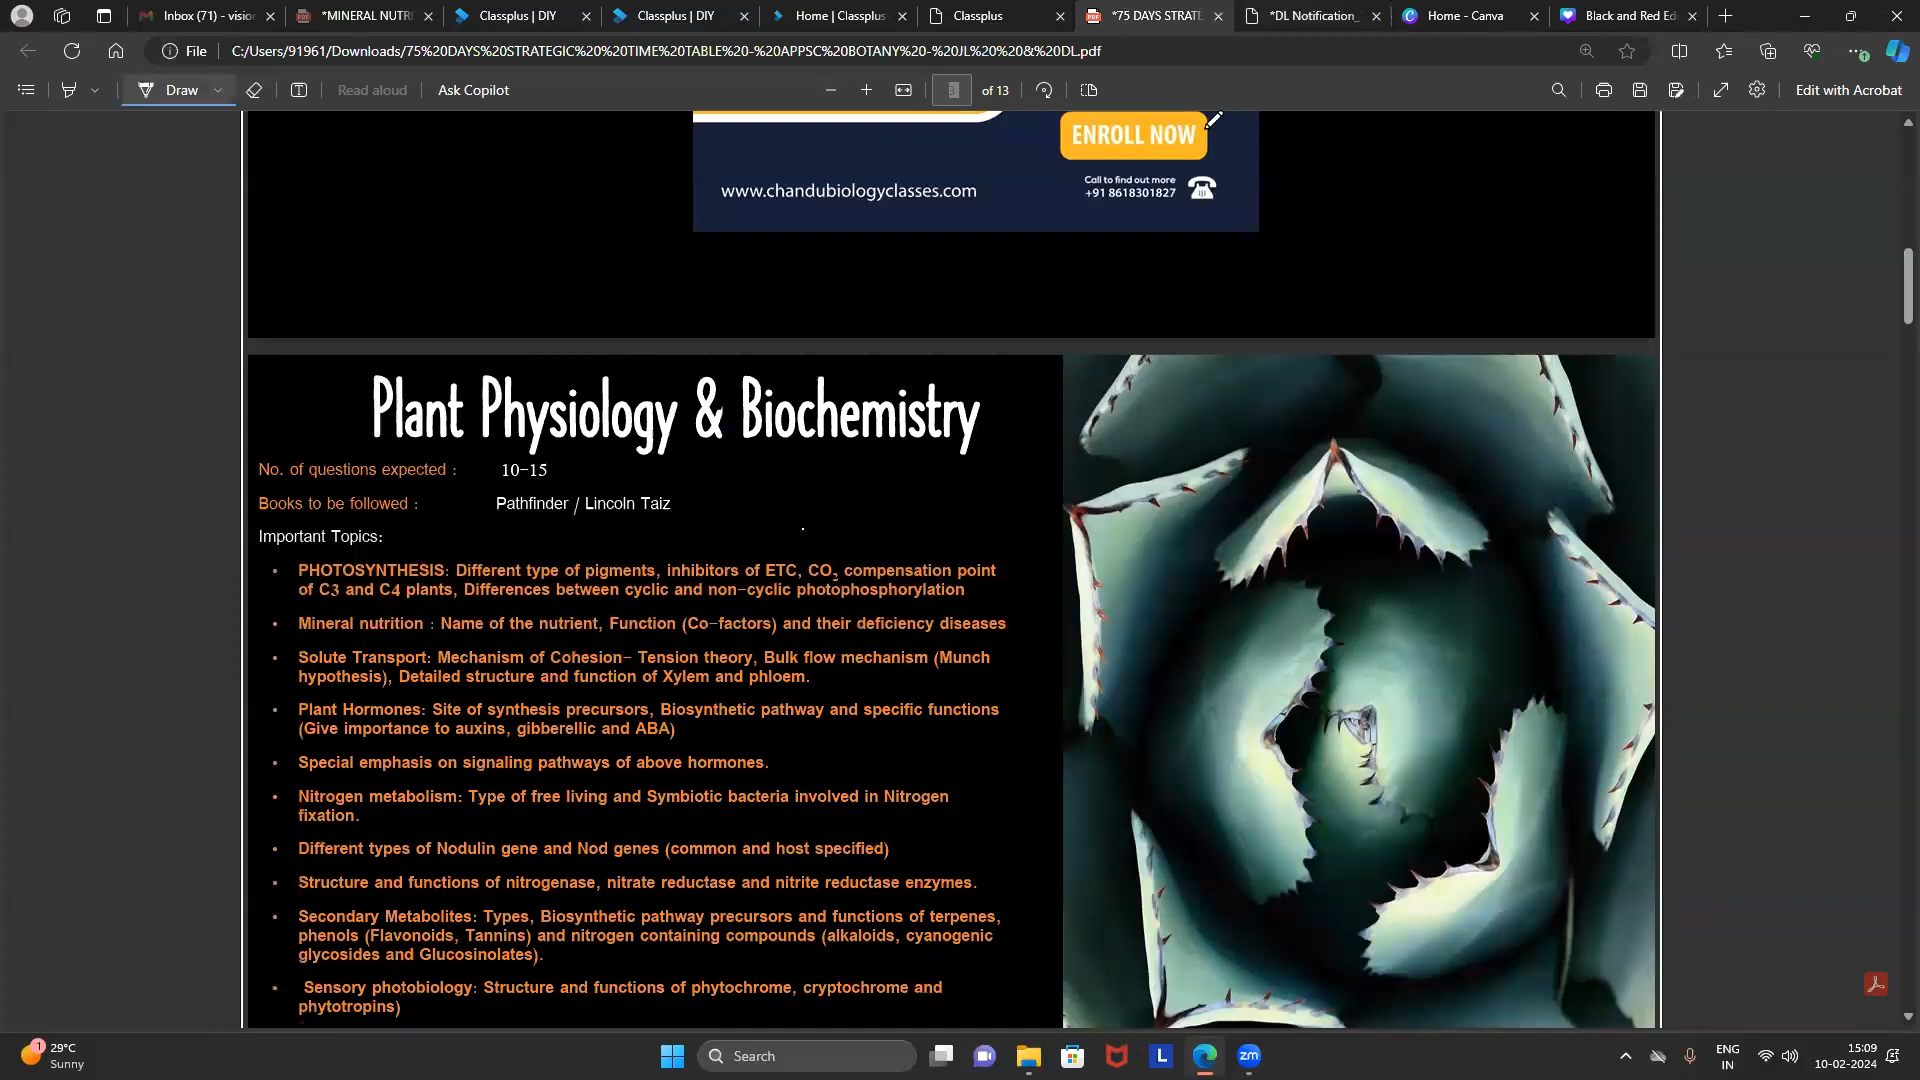 Inbox (71) - vision
*MINERAL NUTRI
Classplus | DIY
Classplus | DIY
Home | Classplus
Classplus
*75 DAYS STRATE
*DL Notification_
Home - Canva
Black and Red Ed
File
C:/Users/91961/Downloads/75%20DAYS%20STRATEGIC%20%20TIME%20TABLE%20-%20APPSC%20BOTANY%20-%20JL%20%20&%20DL.pdf
Draw
Read aloud
Ask Copilot
3
of 13
Edit with Acrobat
ENROLL NOW
www.chandubiologyclasses.com
Call to find out more
+91 8618301827
Plant Physiology & Biochemistry
No. of questions expected : 10-15
Books to be followed : Pathfinder / Lincoln Taiz
Important Topics:
• PHOTOSYNTHESIS: Different type of pigments, inhibitors of ETC, CO2 compensation point
of C3 and C4 plants, Differences between cyclic and non-cyclic photophosphorylation
• Mineral nutrition : Name of the nutrient, Function (Co-factors) and their deficiency diseases
• Solute Transport: Mechanism of Cohesion- Tension theory, Bulk flow mechanism (Munch
hypothesis), Detailed structure and function of Xylem and phloem.
• Plant Hormones: Site of synthesis precursors, Biosynthetic pathway and specific functions
(Give importance to auxins, gibberellic and ABA)
• Special emphasis on signaling pathways of above hormones.
• Nitrogen metabolism: Type of free living and Symbiotic bacteria involved in Nitrogen
fixation.
• Different types of Nodulin gene and Nod genes (common and host specified)
• Structure and functions of nitrogenase, nitrate reductase and nitrite reductase enzymes.
• Secondary Metabolites: Types, Biosynthetic pathway precursors and functions of terpenes,
phenols (Flavonoids, Tannins) and nitrogen containing compounds (alkaloids, cyanogenic
glycosides and Glucosinolates).
• Sensory photobiology: Structure and functions of phytochrome, cryptochrome and
phytotropins)
1
29°C
Sunny
Search
L
zm
ENG
IN
15:09
10-02-2024